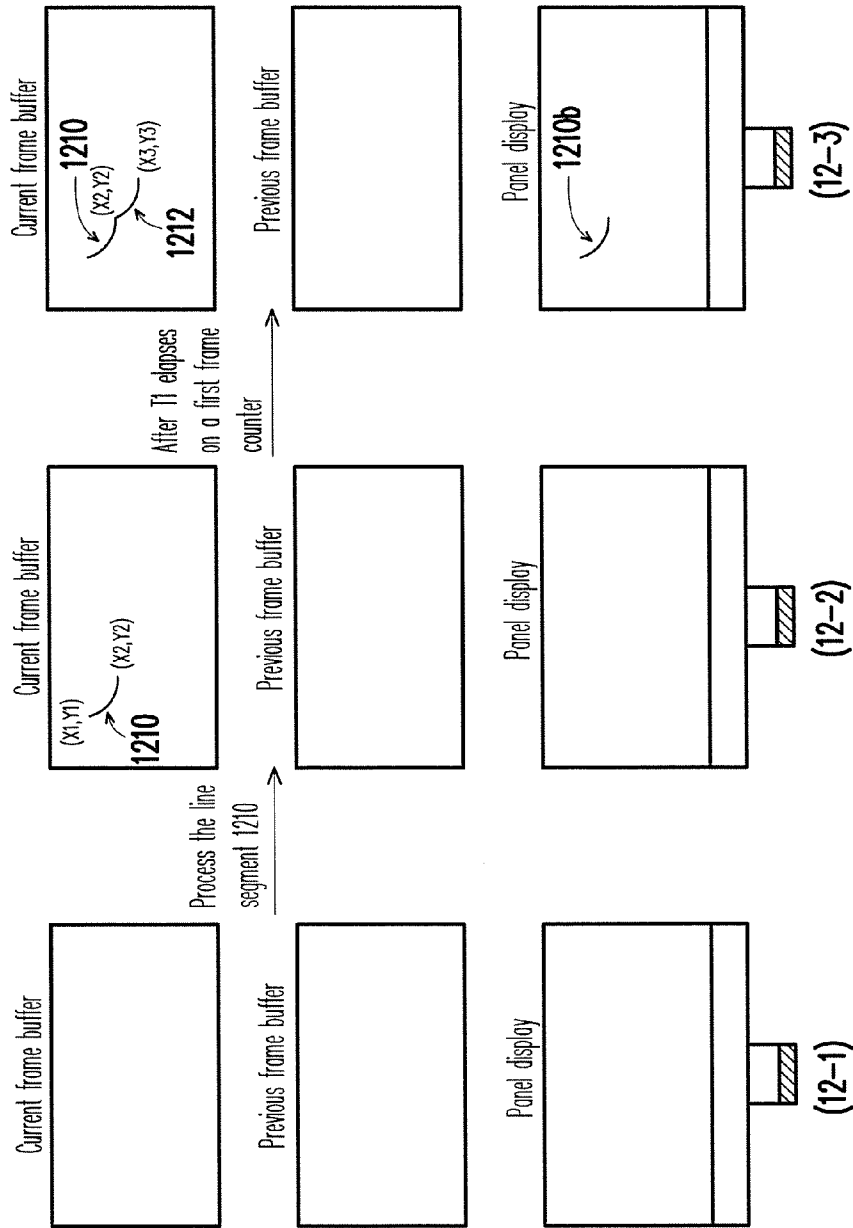 Current frame buffer
Previous frame buffer
Panel display
(12-1)
Process the line
segment 1210
Current frame buffer
(X1,Y1)
(X2,Y2)
1210
Previous frame buffer
Panel display
(12-2)
After T1 elapses
on a first frame
counter
Current frame buffer
1210
(X2,Y2)
(X3,Y3)
1212
Previous frame buffer
Panel display
1210b
(12-3)